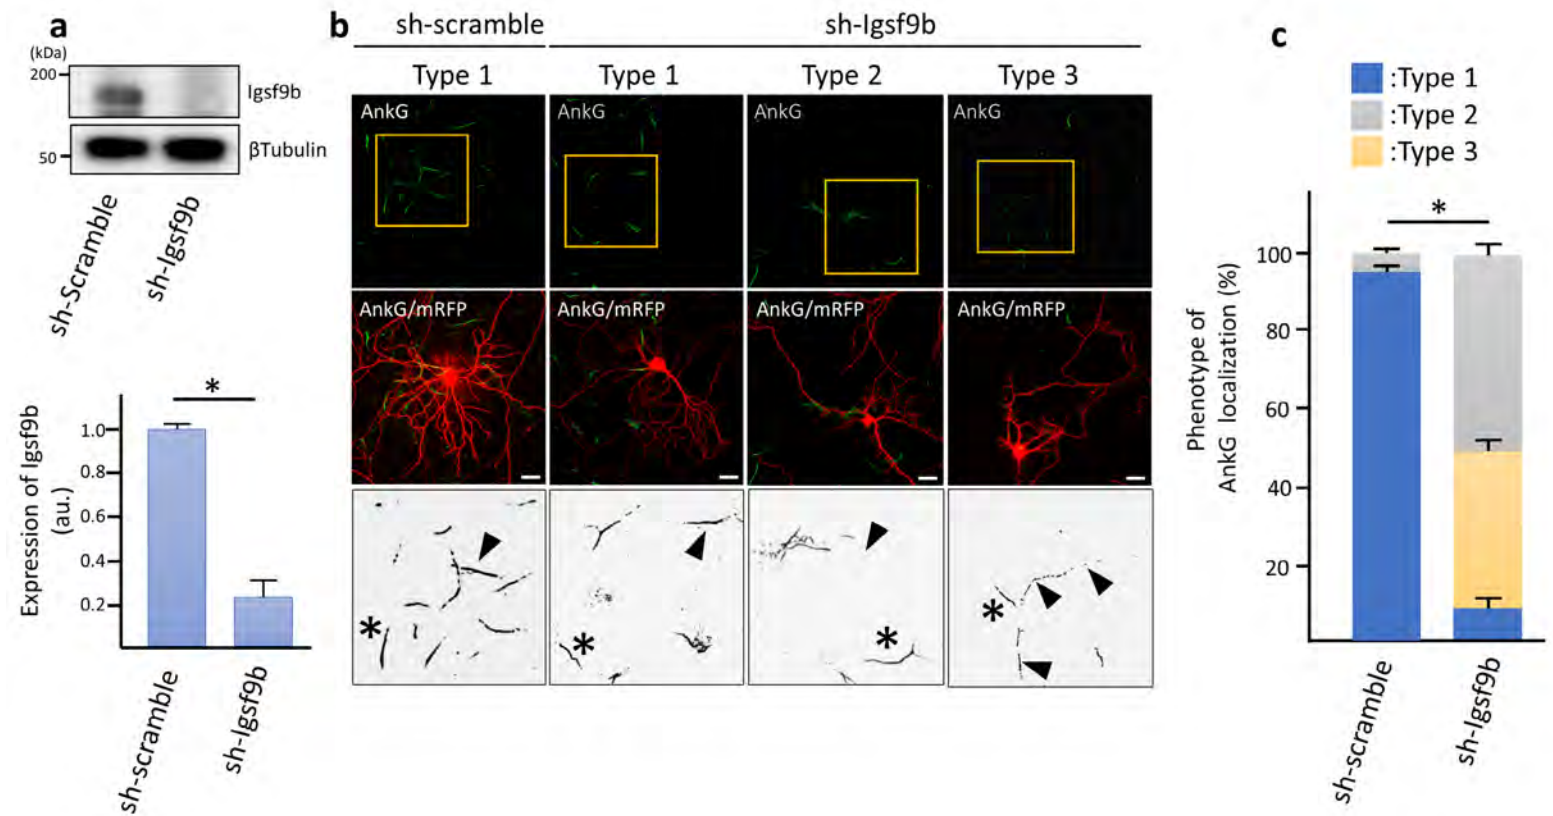 a
(kDa)
200
Igsf9b
50
βTubulin
sh-Scramble
sh-Igsf9b
*
Expression of Igsf9b
(au.)
1.0
0.8
0.6
0.4
0.2
sh-scramble
sh-Igsf9b
b
sh-scramble
sh-Igsf9b
Type 1
Type 1
Type 2
Type 3
AnkG
AnkG
AnkG
AnkG
AnkG/mRFP
AnkG/mRFP
AnkG/mRFP
AnkG/mRFP
*
*
*
*
c
:Type 1
:Type 2
:Type 3
*
Phenotype of
AnkG localization (%)
100
80
60
40
20
sh-scramble
sh-Igsf9b